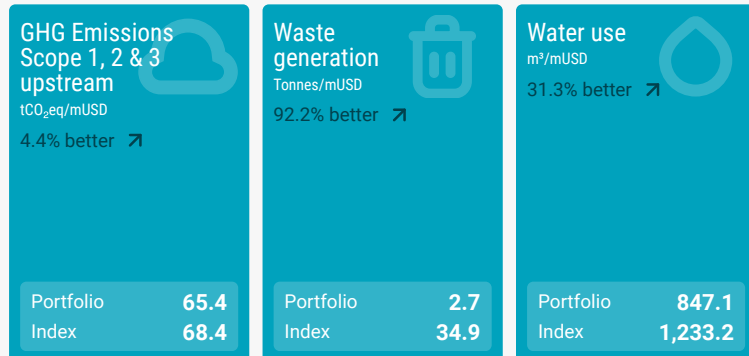 GHG Emissions
Scope 1, 2 & 3
upstream
tCO₂eq/mUSD
4.4% better
Portfolio 65.4
Index 68.4
Waste
generation
Tonnes/mUSD
92.2% better
Portfolio 2.7
Index 34.9
Water use
m³/mUSD
31.3% better
Portfolio 847.1
Index 1,233.2